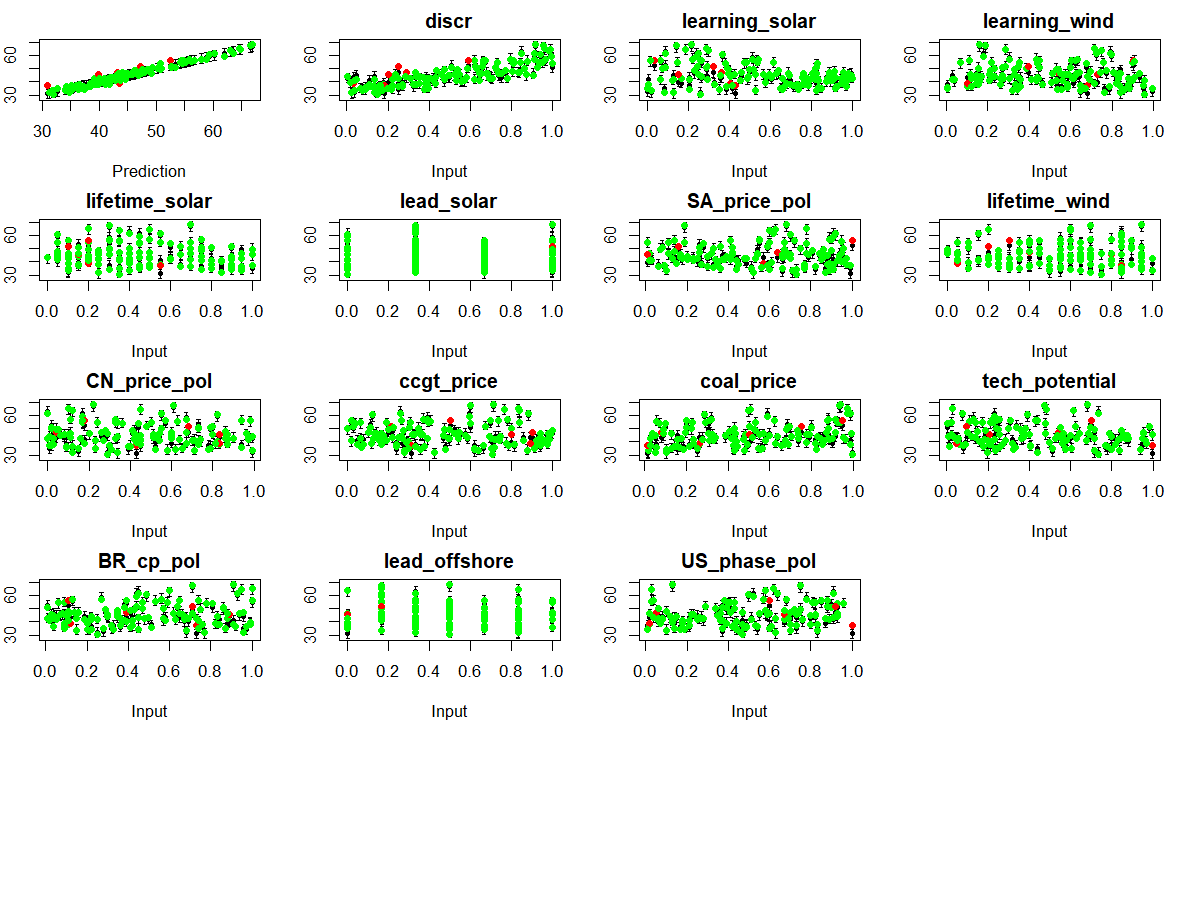 discr learning_solar learning_wind
30 60 30 60 30 60 30 60
30 40 50 60 0.0 0.2 0.4 0.6 0.8 1.0 0.0 0.2 0.4 0.6 0.8 1.0 0.0 0.2 0.4 0.6 0.8 1.0
Prediction Input Input Input
lifetime_solar lead_solar SA_price_pol lifetime_wind
30 60 30 60 30 60 30 60
0.0 0.2 0.4 0.6 0.8 1.0 0.0 0.2 0.4 0.6 0.8 1.0 0.0 0.2 0.4 0.6 0.8 1.0 0.0 0.2 0.4 0.6 0.8 1.0
Input Input Input Input
CN_price_pol ccgt_price coal_price tech_potential
30 60 30 60 30 60 30 60
0.0 0.2 0.4 0.6 0.8 1.0 0.0 0.2 0.4 0.6 0.8 1.0 0.0 0.2 0.4 0.6 0.8 1.0 0.0 0.2 0.4 0.6 0.8 1.0
Input Input Input Input
BR_cp_pol lead_offshore US_phase_pol
30 60 30 60 30 60
0.0 0.2 0.4 0.6 0.8 1.0 0.0 0.2 0.4 0.6 0.8 1.0 0.0 0.2 0.4 0.6 0.8 1.0
Input Input Input